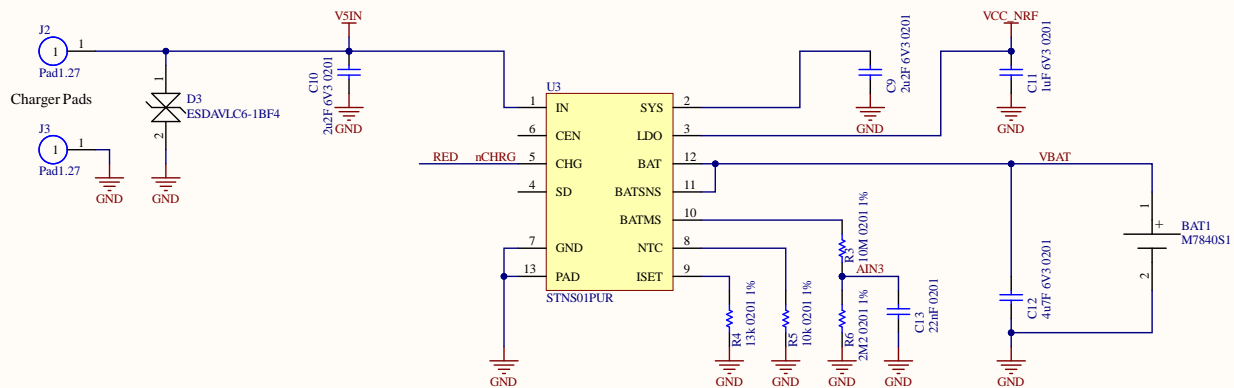 J2
1
1
Pad1.27
Charger Pads
J3
1
1
Pad1.27
GND
1
D3
ESDAVLC6-1BF4
2
GND
V5IN
C10
2u2F 6V3 0201
GND
RED nCHRG
U3
1 IN
6 CEN
5 CHG
4 SD
7 GND
13 PAD
SYS 2
LDO 3
BAT 12
BATSNS 11
BATMS 10
NTC 8
ISET 9
STNS01PUR
GND
C9
2u2F 6V3 0201
GND
VCC_NRF
C11
1uF 6V3 0201
GND
R4
13k 0201 1%
GND
R5
10k 0201 1%
GND
R3
10M 0201 1%
AIN3
R6
2M2 0201 1%
GND
C13
22nF 0201
GND
VBAT
C12
4u7F 6V3 0201
GND
1
+
BAT1
M7840S1
2